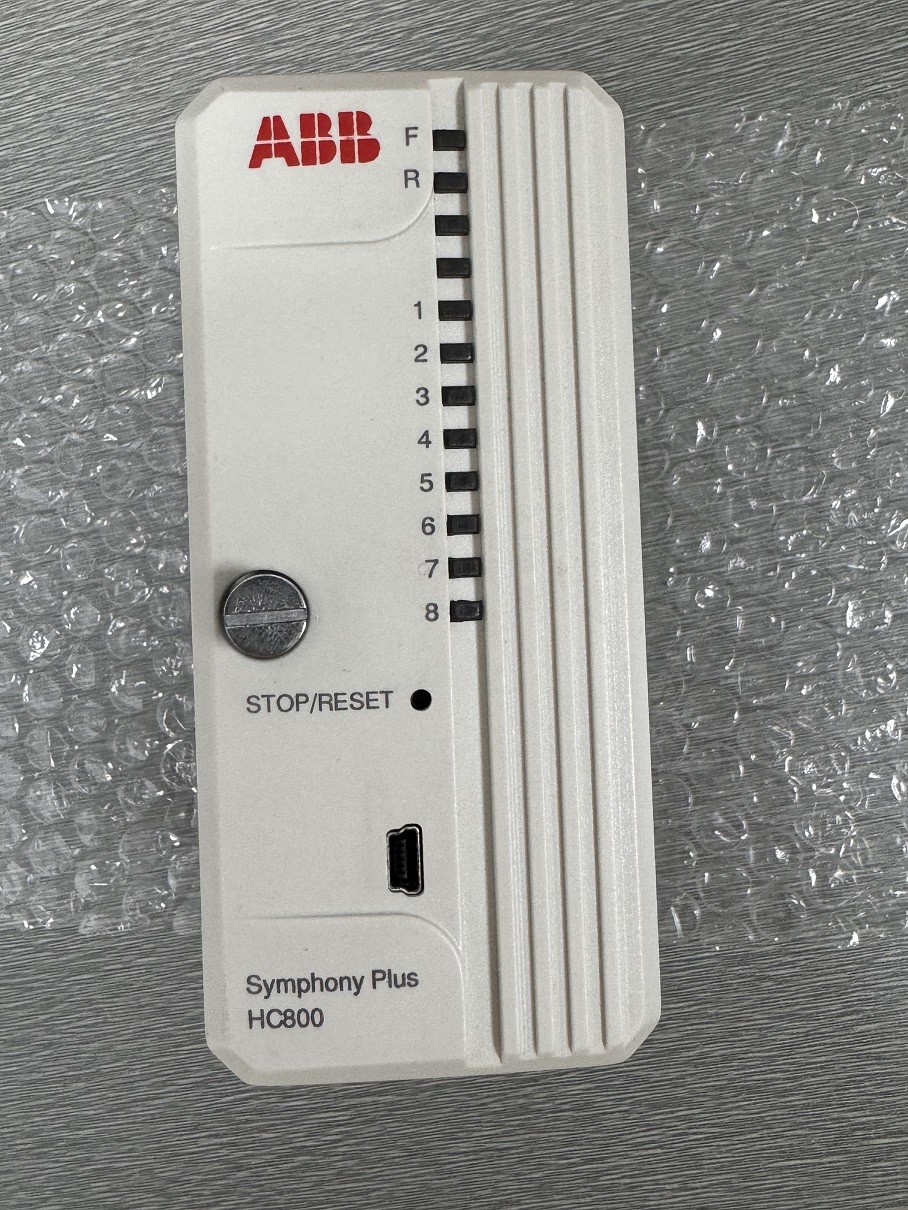 ABB
F
R
1
2
3
4
5
6
7
8
STOP/RESET
Symphony Plus
HC800